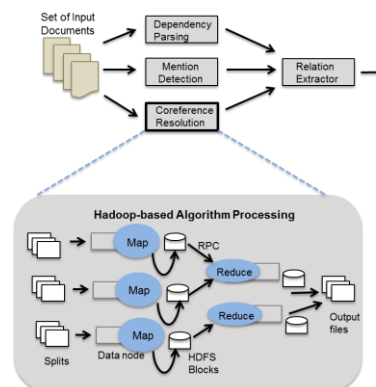 Set of Input
Documents
Dependency
Parsing
Mention
Detection
Coreference
Resolution
Relation
Extractor
Hadoop-based Algorithm Processing
Map
RPC
Reduce
Map
Reduce
Map
Splits
Data node
HDFS
Blocks
Output
files